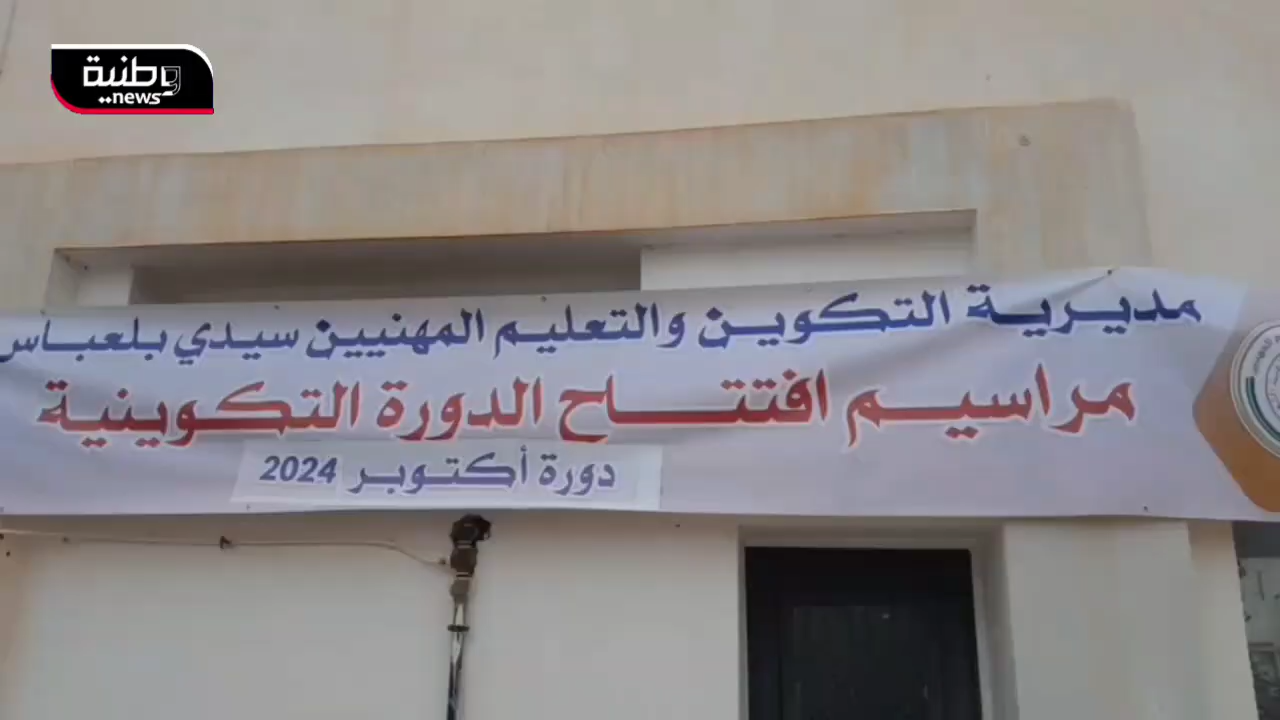 وطنية
news
مديرية التكوين والتعليم المهنيين سيدي بلعباس
مراسيم افتتاح الدورة التكوينية
دورة أكتوبر 2024